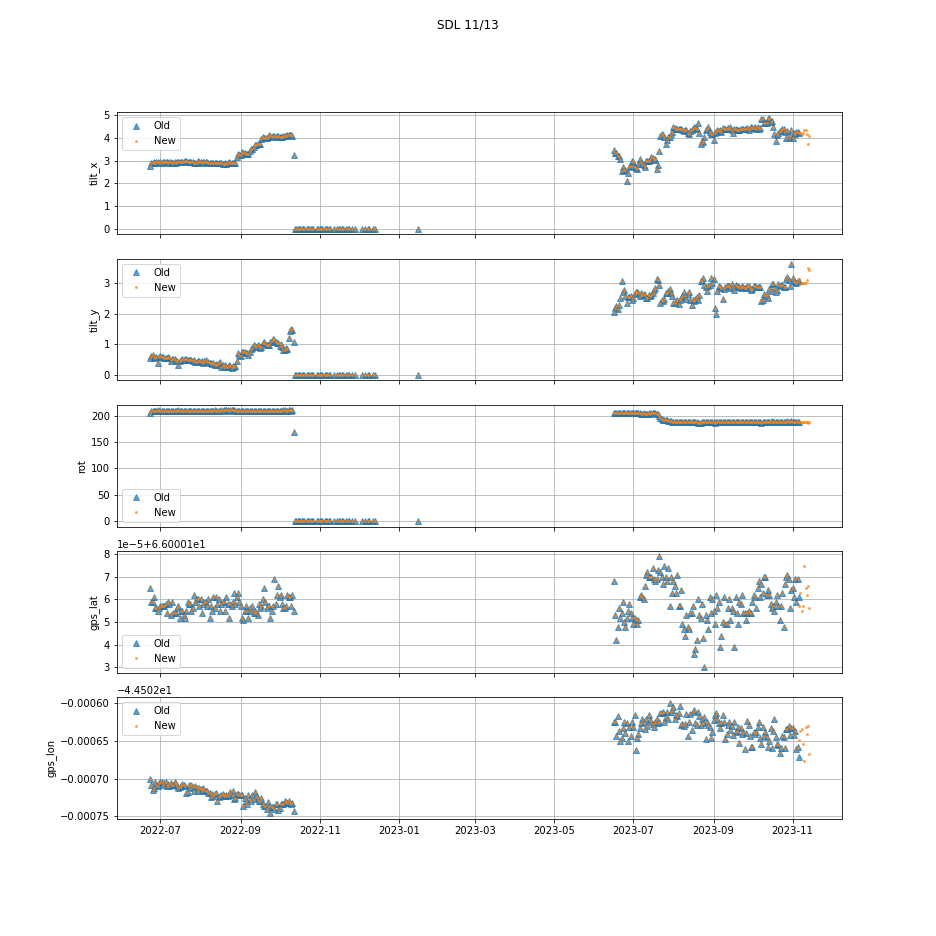 SDL 11/13
5
4
3
2
1
0
tilt_x
Old
New
3
2
1
0
tilt_y
Old
New
200
150
100
50
0
rot
Old
New
1e-5+6.60001e1
8
7
6
5
4
3
gps_lat
Old
New
−4.4502e1
−0.00060
−0.00065
−0.00070
−0.00075
gps_lon
Old
New
2022-07 2022-09 2022-11 2023-01 2023-03 2023-05 2023-07 2023-09 2023-11